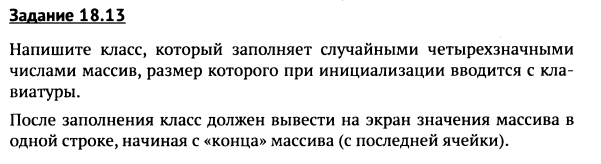 Задание 18.13
Напишите класс, который заполняет случайными четырехзначными
числами массив, размер которого при инициализации вводится с кла-
виатуры.
После заполнения класс должен вывести на экран значения массива в
одной строке, начиная с «конца» массива (с последней ячейки).